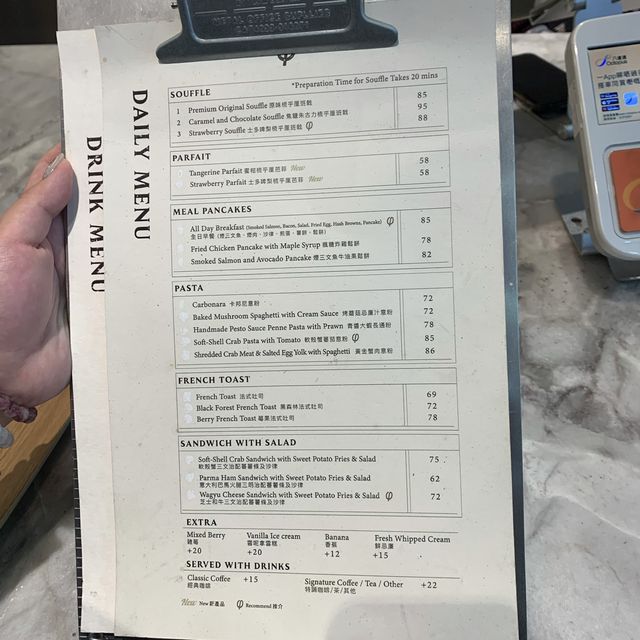 DRINK MENU
DAILY MENU
SOUFFLE
*Preparation Time for Souffle Takes 20 mins
1 Premium Original Souffle 原味梳乎厘班戟 85
2 Caramel and Chocolate Souffle 焦糖朱古力梳乎厘班戟 95
3 Strawberry Souffle 士多啤梨梳乎厘班戟 88
PARFAIT
Tangerine Parfait 蜜柑梳乎厘芭菲 New 58
Strawberry Parfait 士多啤梨梳乎厘芭菲 New 58
MEAL PANCAKES
All Day Breakfast (Smoked Salmon, Bacon, Salad, Fried Egg, Hash Browns, Pancake) 85
全日早餐 (煙三文魚、煙肉、沙律、煎蛋、薯餅、鬆餅)
Fried Chicken Pancake with Maple Syrup 楓糖炸雞鬆餅 78
Smoked Salmon and Avocado Pancake 煙三文魚牛油果鬆餅 82
PASTA
Carbonara 卡邦尼意粉 72
Baked Mushroom Spaghetti with Cream Sauce 烤蘑菇忌廉汁意粉 72
Handmade Pesto Sauce Penne Pasta with Prawn 青醬大蝦長通粉 78
Soft-Shell Crab Pasta with Tomato 軟殼蟹蕃茄意粉 85
Shredded Crab Meat & Salted Egg Yolk with Spaghetti 黃金蟹肉意粉 86
FRENCH TOAST
French Toast 法式吐司 69
Black Forest French Toast 黑森林法式吐司 72
Berry French Toast 莓果法式吐司 78
SANDWICH WITH SALAD
Soft-Shell Crab Sandwich with Sweet Potato Fries & Salad 75
軟殼蟹三文治配蕃薯條及沙律
Parma Ham Sandwich with Sweet Potato Fries & Salad 62
意大利巴馬火腿三明治配蕃薯條及沙律
Wagyu Cheese Sandwich with Sweet Potato Fries & Salad 72
芝士和牛三文治配蕃薯條及沙律
EXTRA
Mixed Berry Vanilla Ice cream Banana Fresh Whipped Cream
雜莓 雲呢拿雪糕 香蕉 鮮忌廉
+20 +20 +12 +15
SERVED WITH DRINKS
Classic Coffee +15 Signature Coffee / Tea / Other +22
經典咖啡 特調咖啡/茶/其他
New New 新產品 Recommend 推介
Octopus